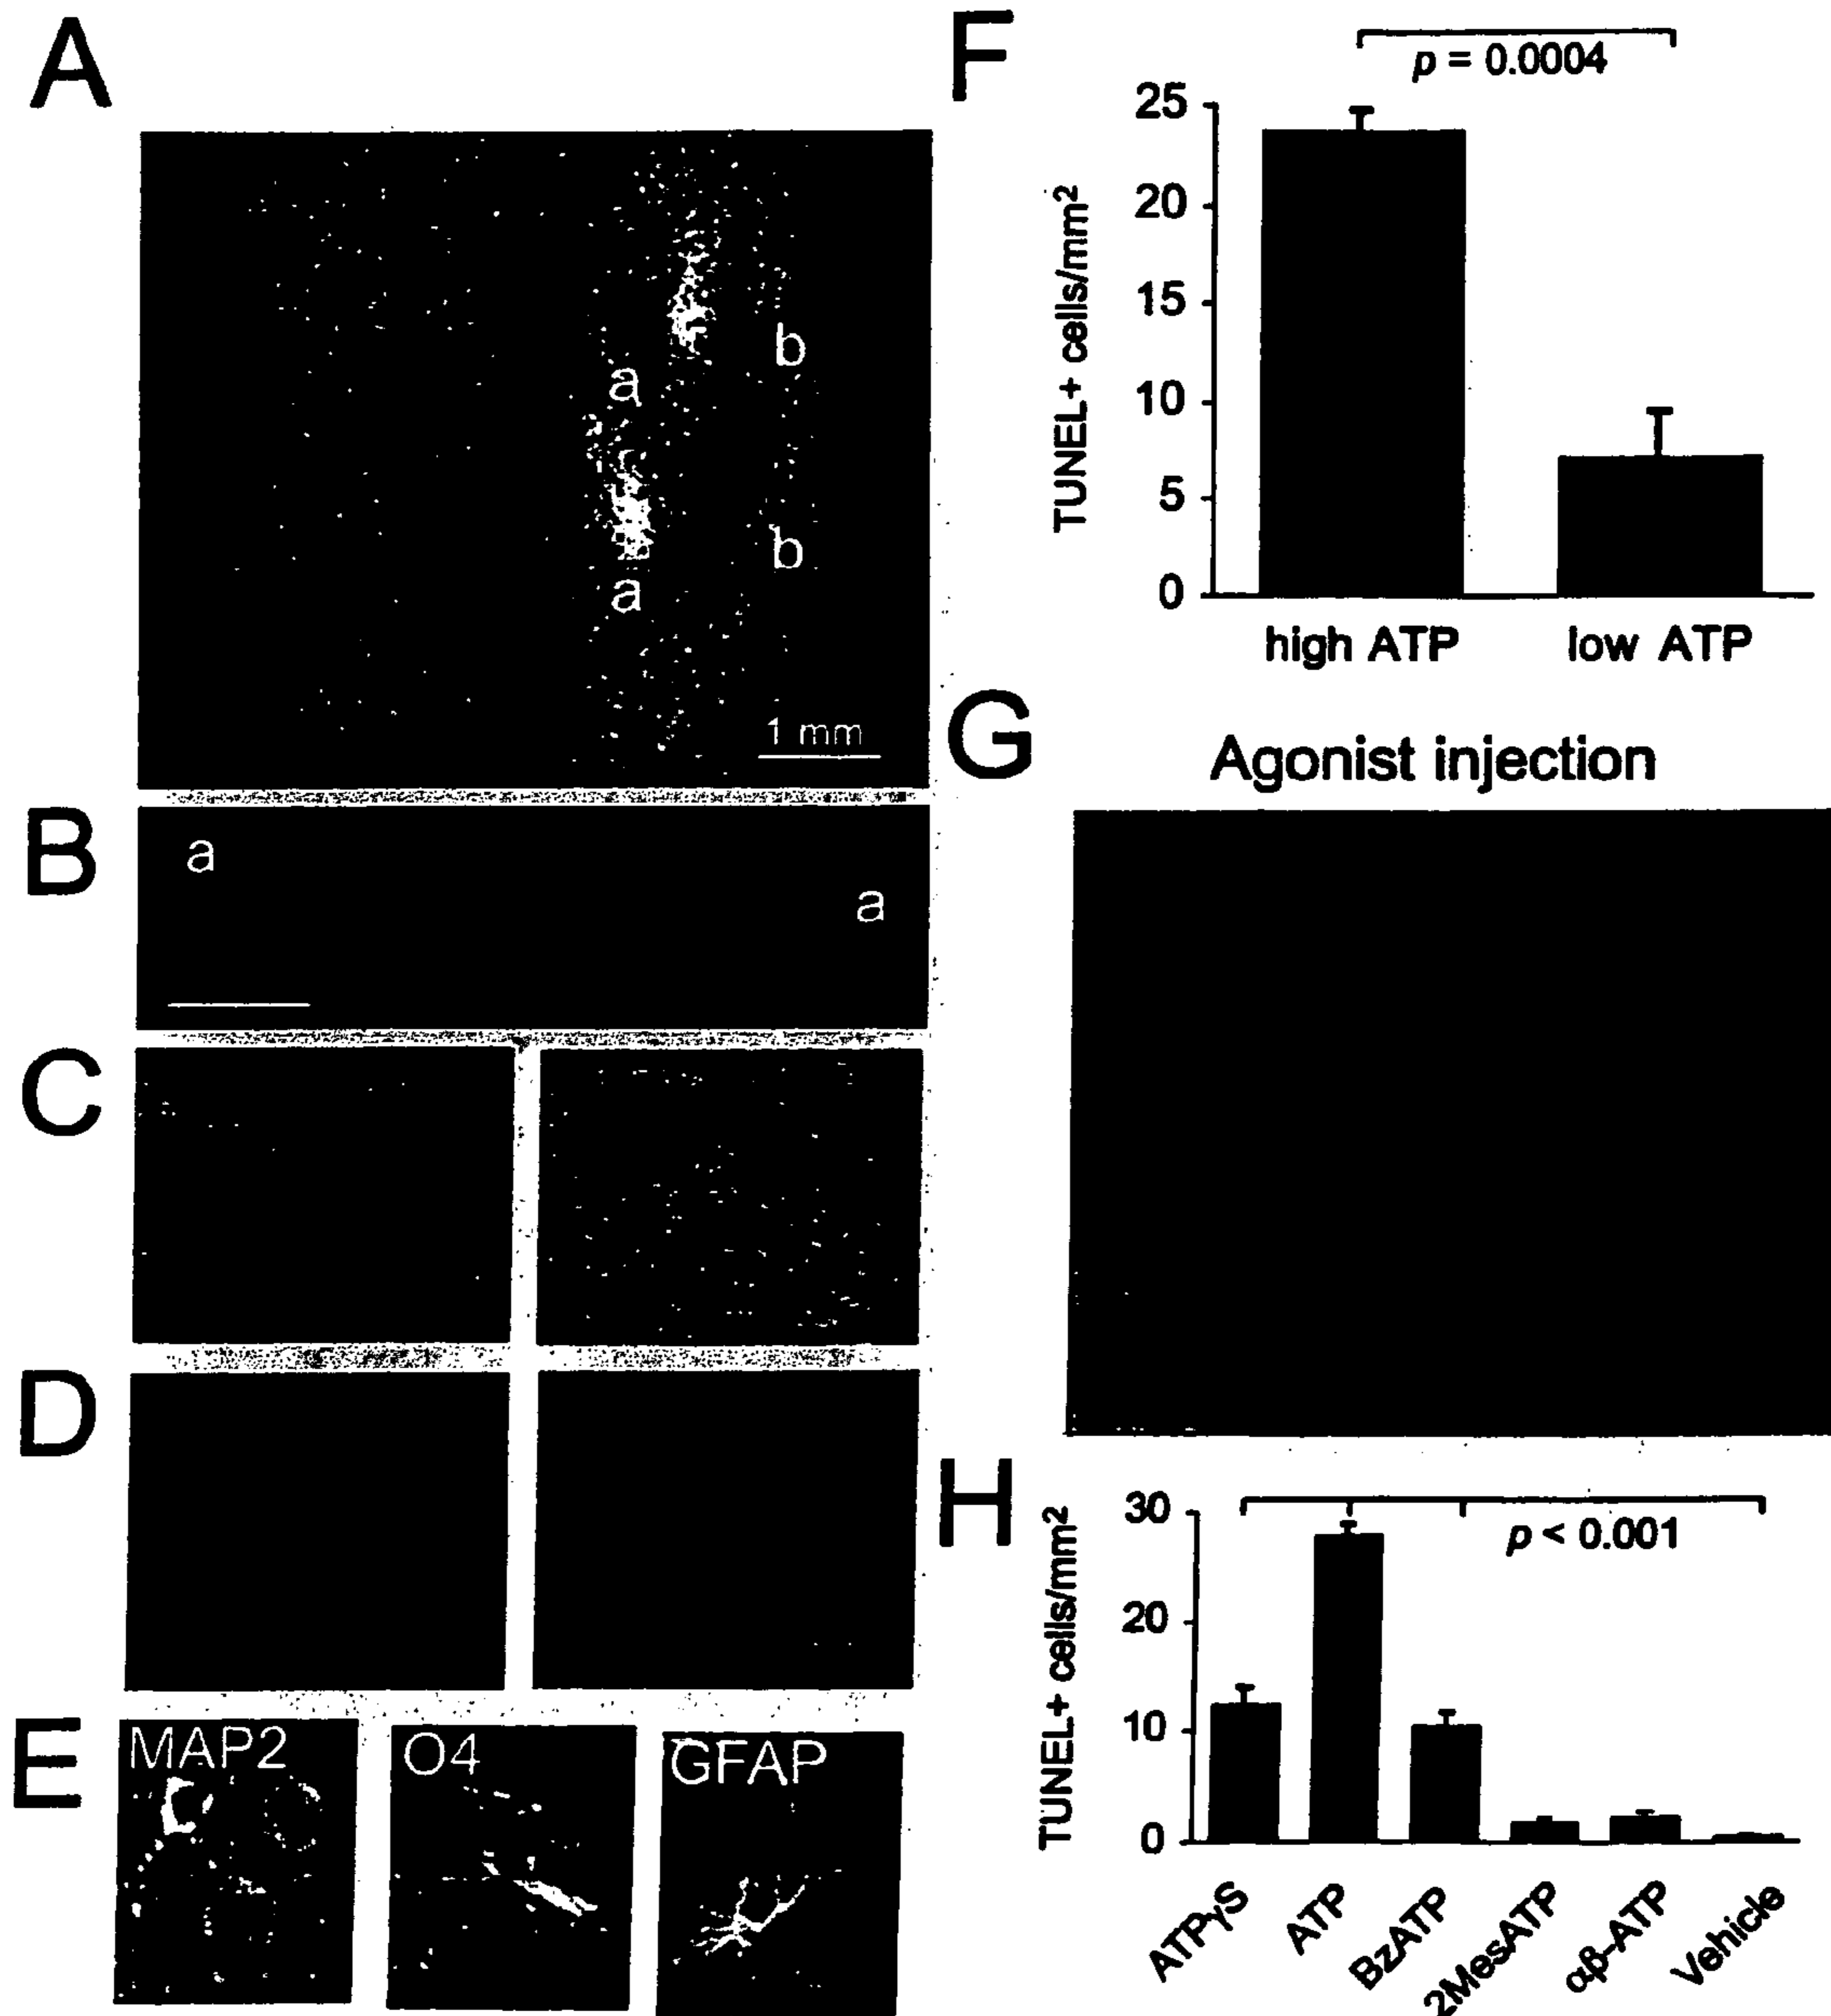 A
b
a
b
a
1 mm
B
a
a
C
D
E
MAP2
O4
GFAP
F
p = 0.0004
TUNEL+ cells/mm²
25
20
15
10
5
0
high ATP
low ATP
G
Agonist injection
H
TUNEL+ cells/mm²
30
20
10
0
p < 0.001
ATPγS
ATP
BzATP
2MesATP
αβ-ATP
Vehicle